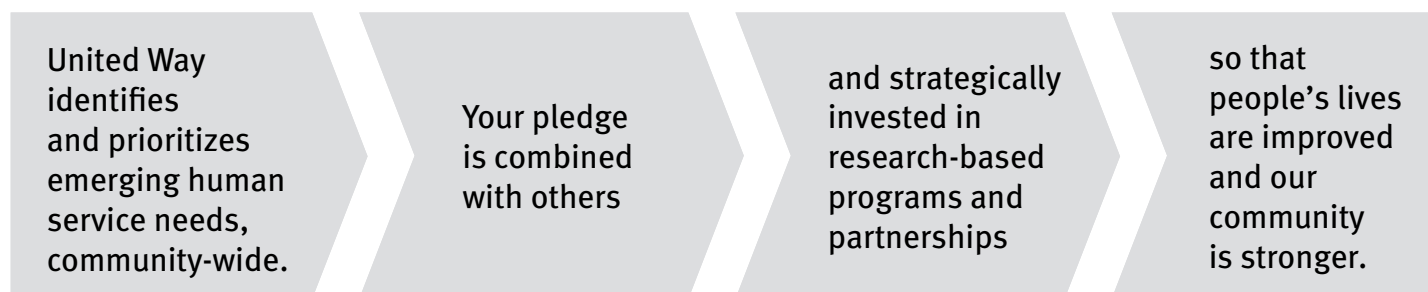 United Way
identifies
and prioritizes
emerging human
service needs,
community-wide.
Your pledge
is combined
with others
and strategically
invested in
research-based
programs and
partnerships
so that
people’s lives
are improved
and our
community
is stronger.